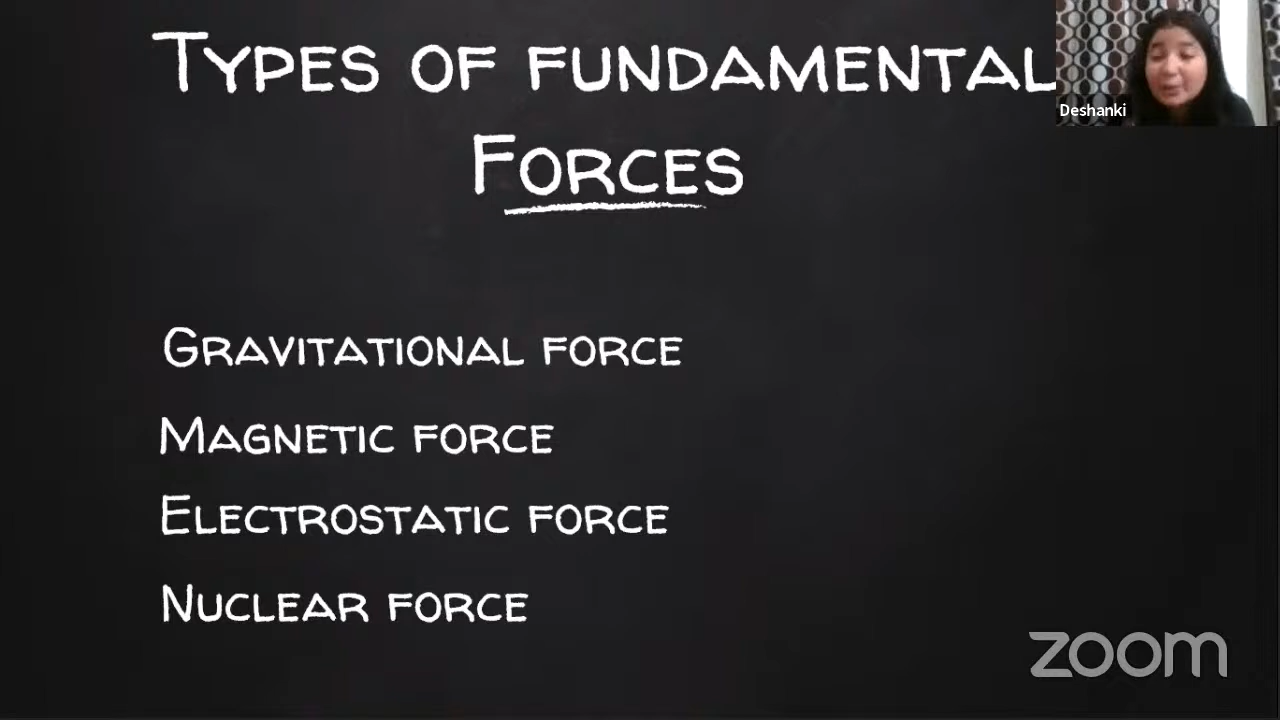 Types of fundamental
Forces
Deshanki
Gravitational force
Magnetic force
Electrostatic force
Nuclear force
zoom